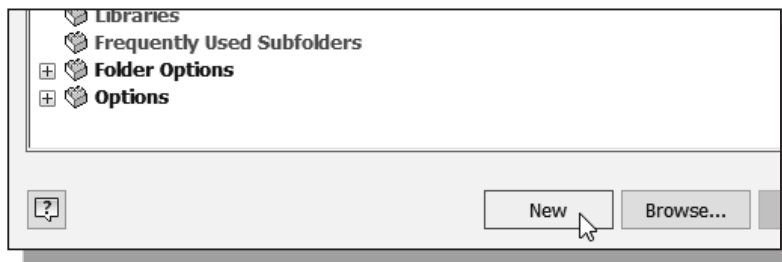 Libraries
Frequently Used Subfolders
Folder Options
Options
?
New Browse...